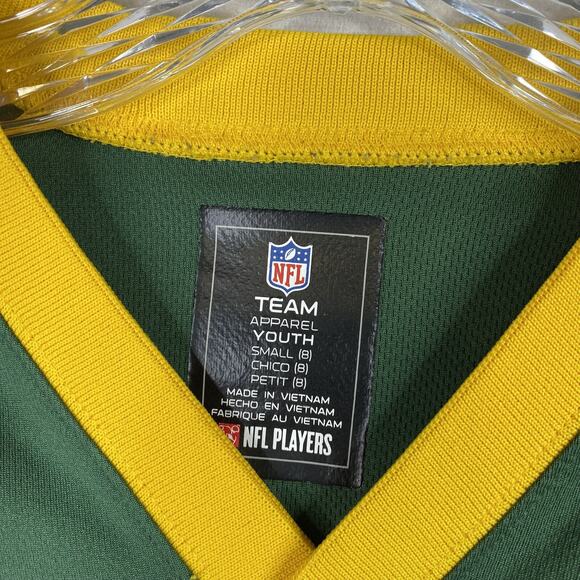 NFL
TEAM
APPAREL
YOUTH
SMALL (8)
CHICO (8)
PETIT (8)
MADE IN VIETNAM
HECHO EN VIETNAM
FABRIQUE AU VIETNAM
NFL PLAYERS